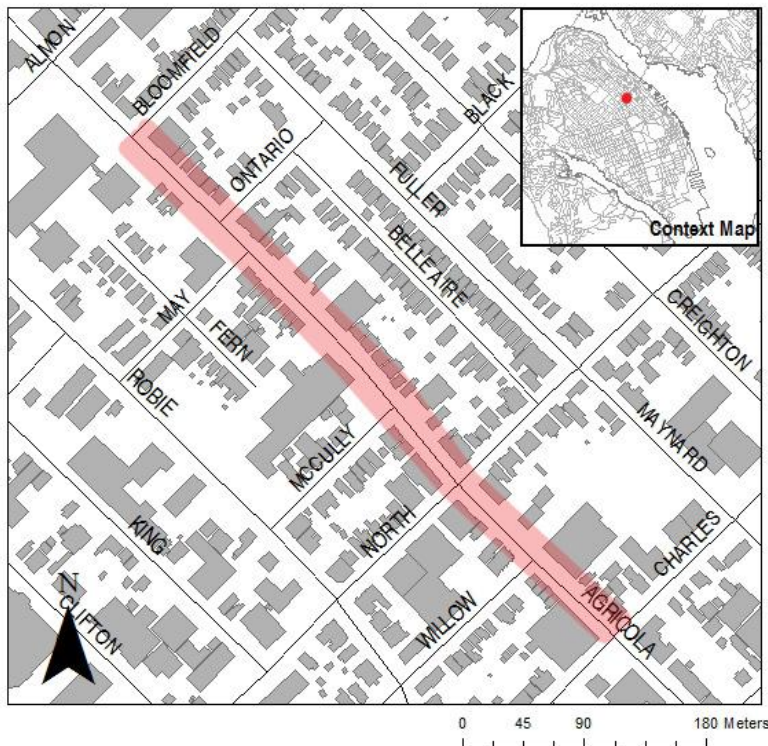 ALMON
BLOOMFIELD
BLACK
ONTARIO
FULLER
Context Map
BELLEAIRE
CREIGHTON
MAY
FERN
ROBIE
MAYNARD
MCCULLY
NORTH
CHARLES
KING
N
CLIFTON
WILLOW
AGRICOLA
0 45 90 180 Meters